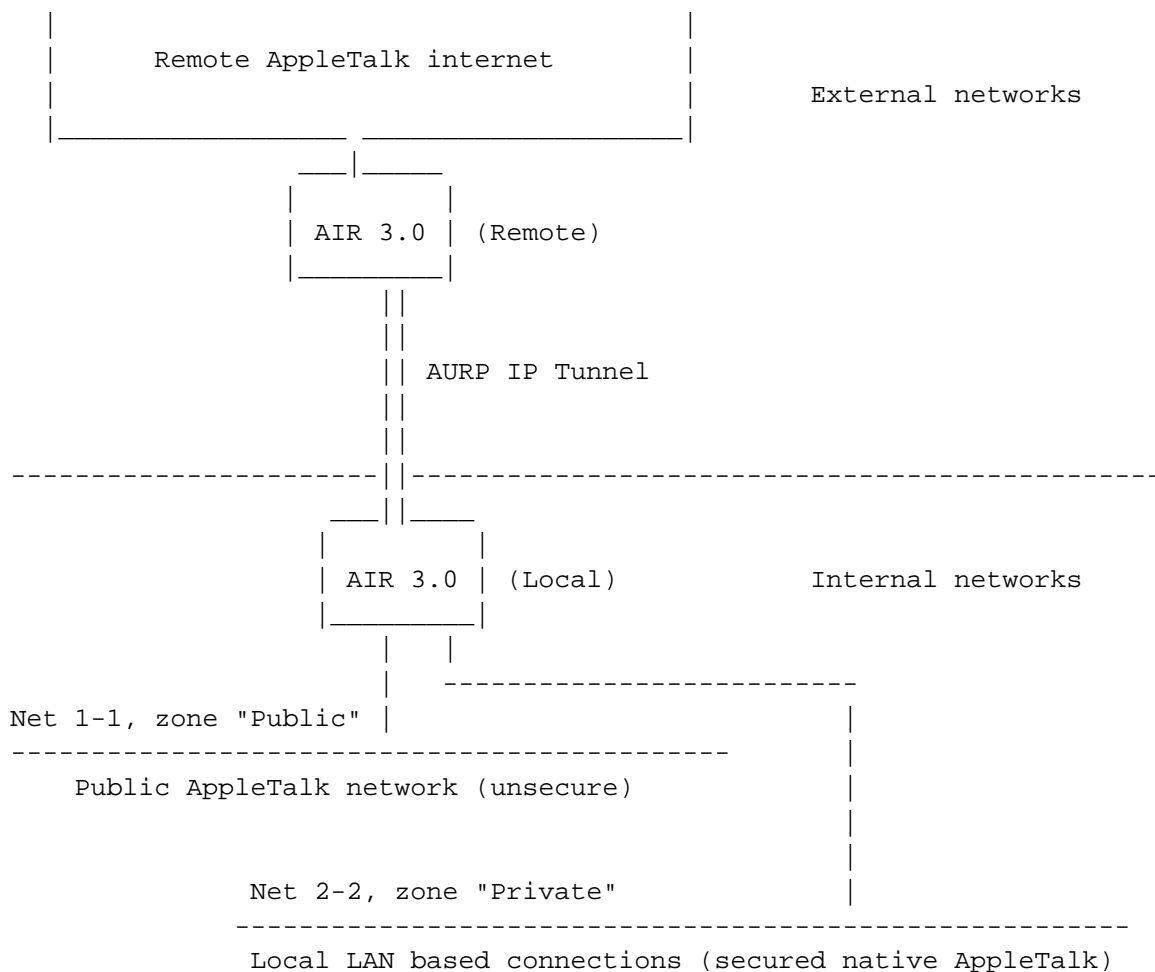 Remote AppleTalk internet
External networks
AIR 3.0 (Remote)
AURP IP Tunnel
AIR 3.0 (Local) Internal networks
Net 1-1, zone "Public"
Public AppleTalk network (unsecure)
Net 2-2, zone "Private"
Local LAN based connections (secured native AppleTalk)